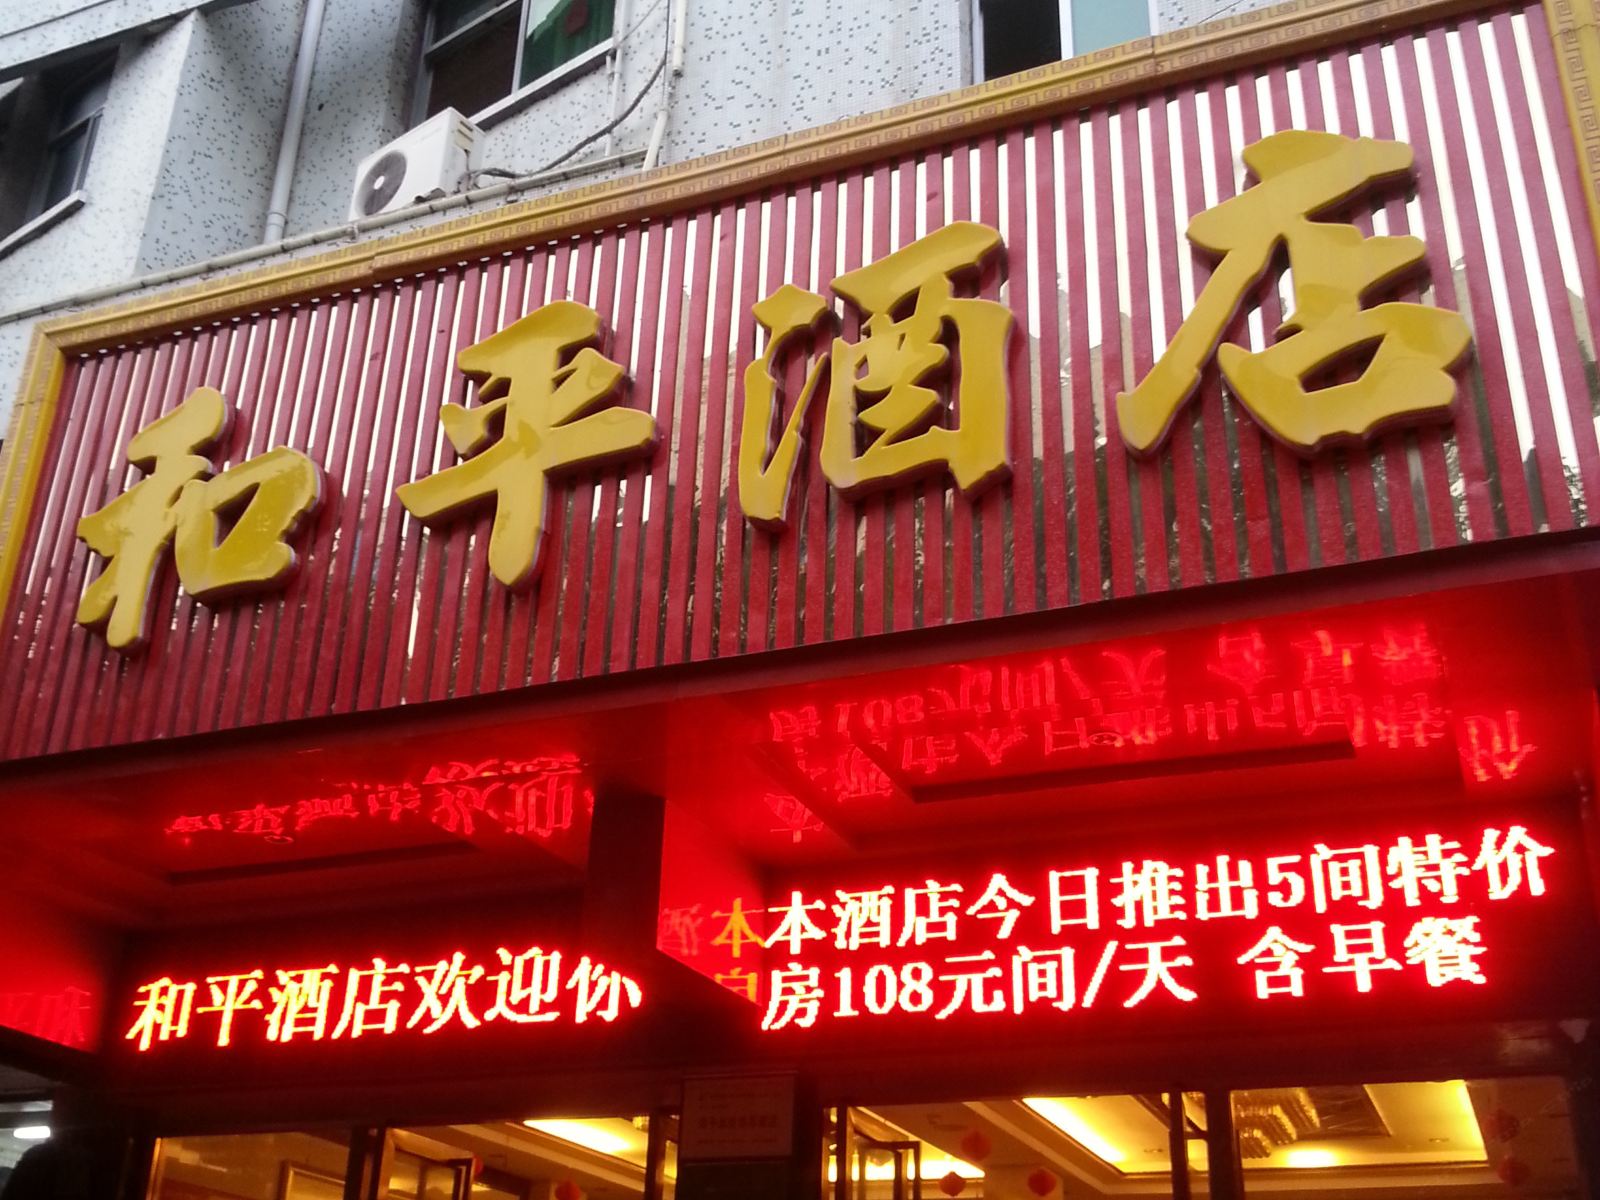 和平酒店
和平酒店欢迎你
本酒店今日推出5间特价
房108元间/天 含早餐